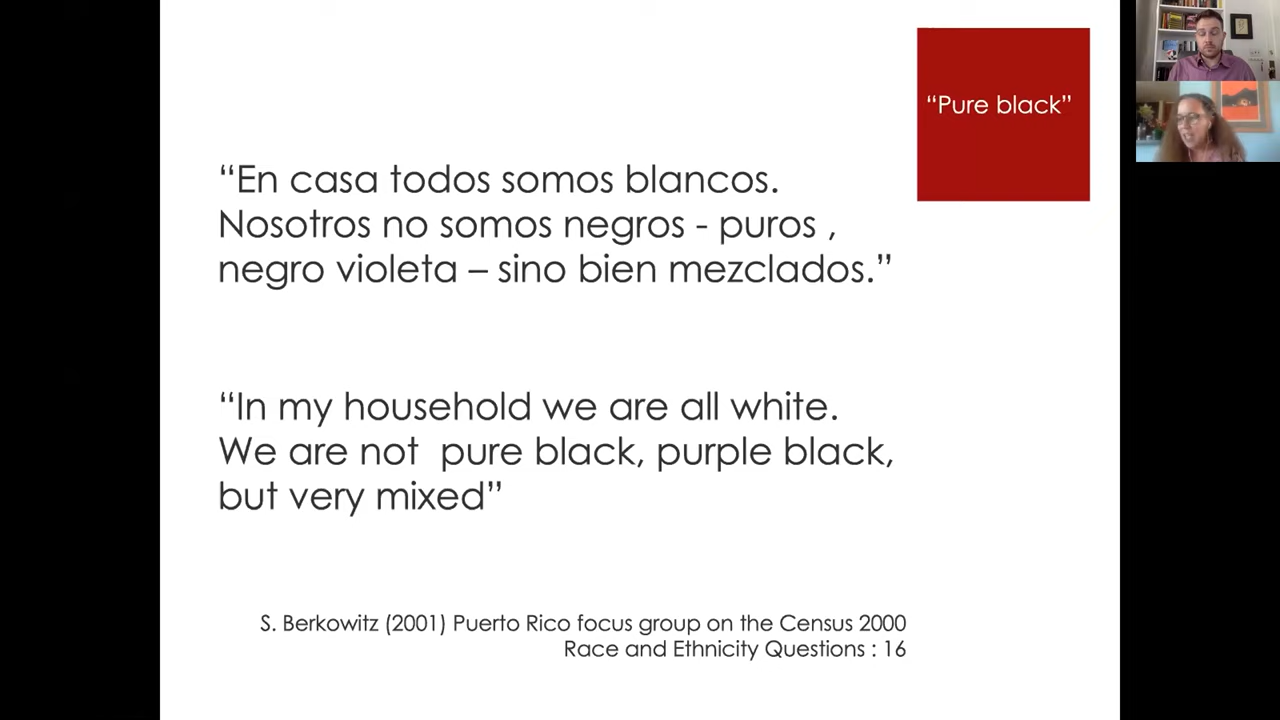 “Pure black”
“En casa todos somos blancos.
Nosotros no somos negros - puros ,
negro violeta – sino bien mezclados.”
“In my household we are all white.
We are not  pure black, purple black,
but very mixed”
S. Berkowitz (2001) Puerto Rico focus group on the Census 2000
Race and Ethnicity Questions : 16